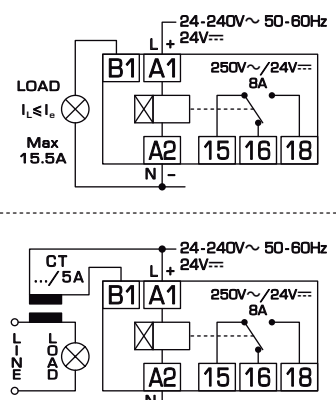 24-240V～ 50-60Hz
L + 24V⎓
B1 A1 250V～/24V⎓
8A
LOAD
IL≤Ie
Max
15.5A
A2 15 16 18
N –
24-240V～ 50-60Hz
CT L + 24V⎓
.../5A
B1 A1 250V～/24V⎓
8A
LINE
LOAD
A2 15 16 18
N